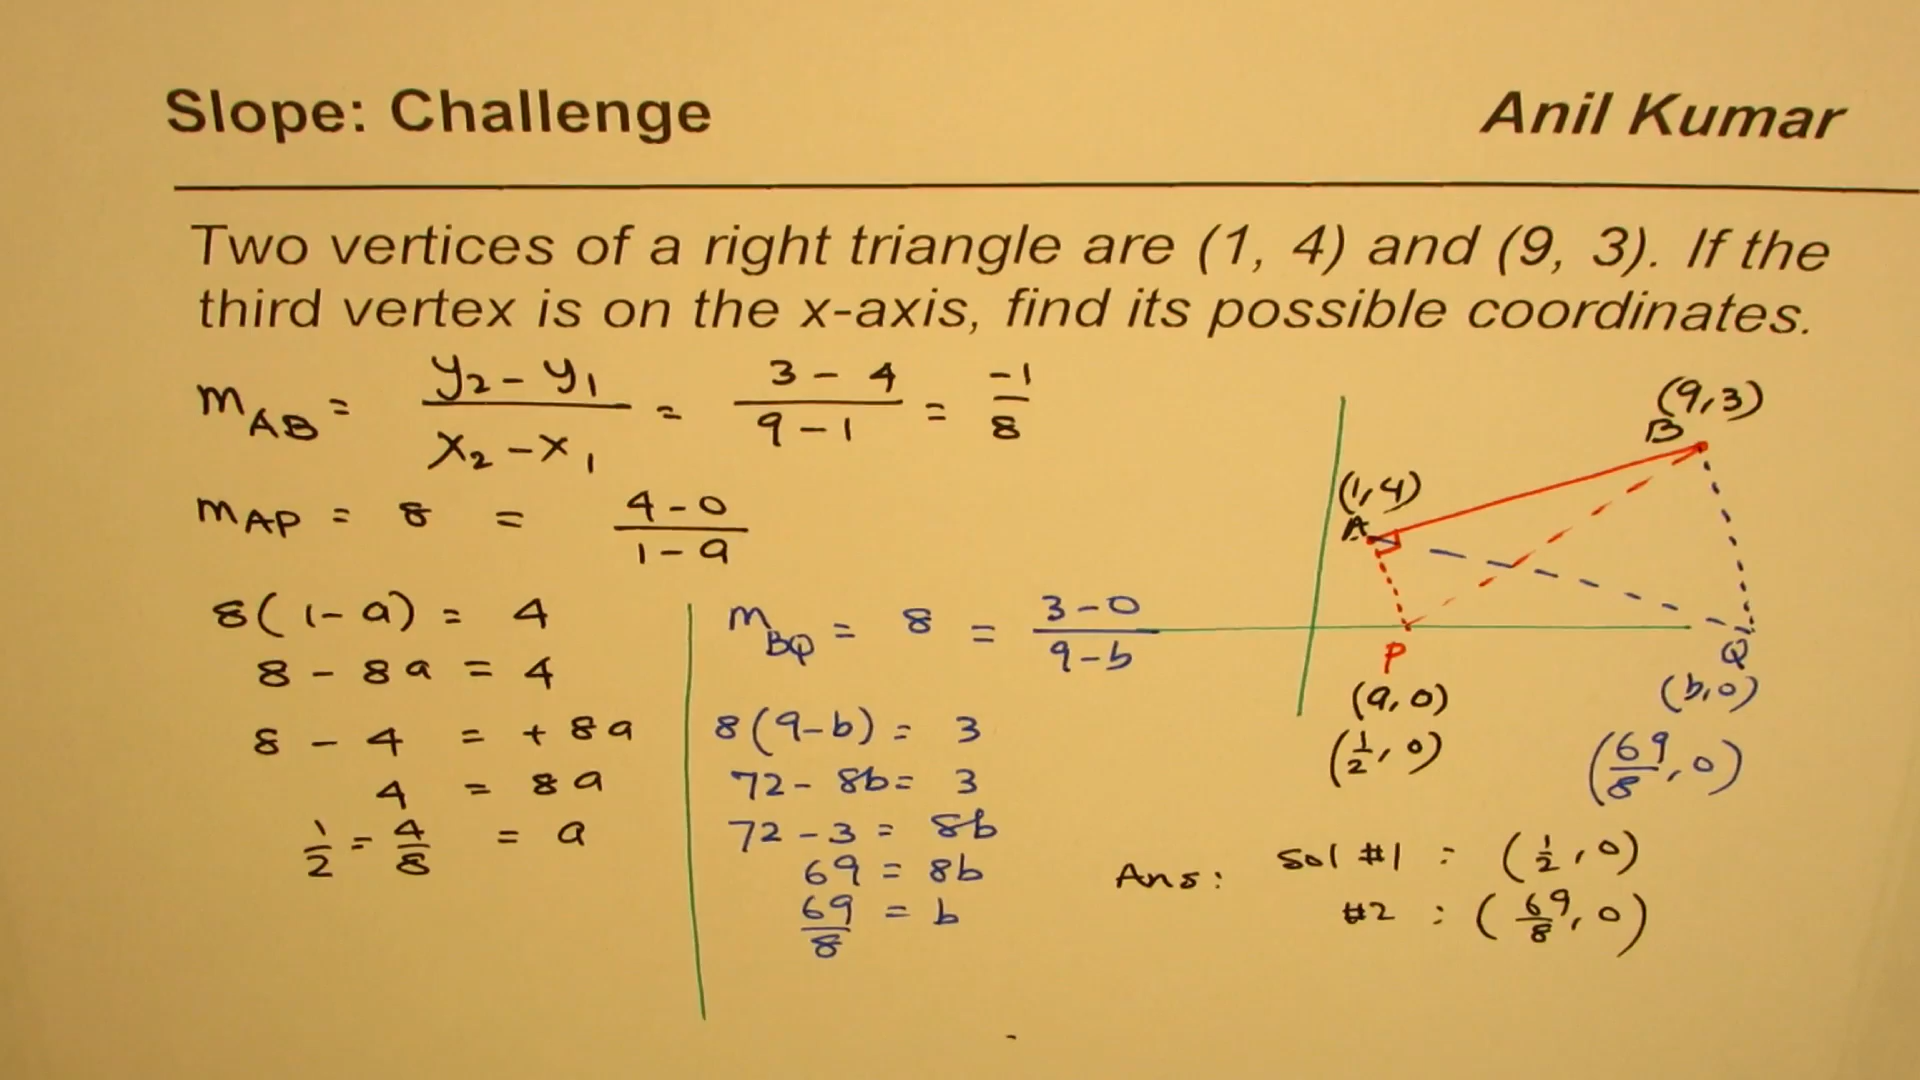 Slope: Challenge
Anil Kumar
Two vertices of a right triangle are (1, 4) and (9, 3). If the
third vertex is on the x-axis, find its possible coordinates.
m_AB = (y₂ - y₁)/(x₂ - x₁) = (3 - 4)/(9 - 1) = -1/8
m_AP = 8 = (4 - 0)/(1 - a)
8(1 - a) = 4
8 - 8a = 4
8 - 4 = + 8a
4 = 8a
1/2 = 4/8 = a
m_BQ = 8 = (3 - 0)/(9 - b)
8(9 - b) = 3
72 - 8b = 3
72 - 3 = 8b
69 = 8b
69/8 = b
(9, 3)
B
(1, 4)
A
P
(a, 0)
(1/2, 0)
Q
(b, 0)
(69/8, 0)
Ans: Sol #1 : (1/2, 0)
#2 : (69/8, 0)